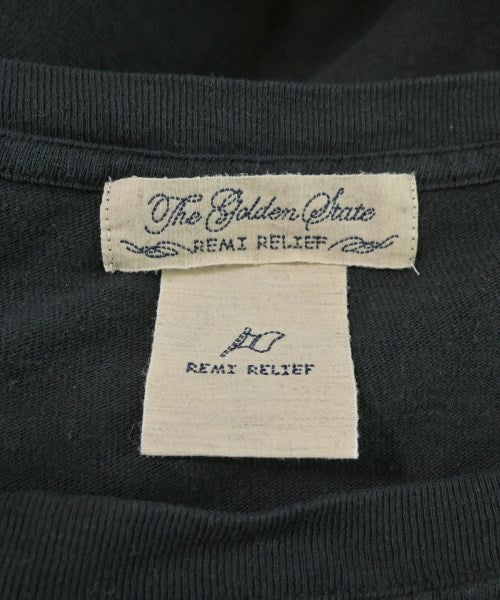 The Golden State
REMI RELIEF
REMI RELIEF